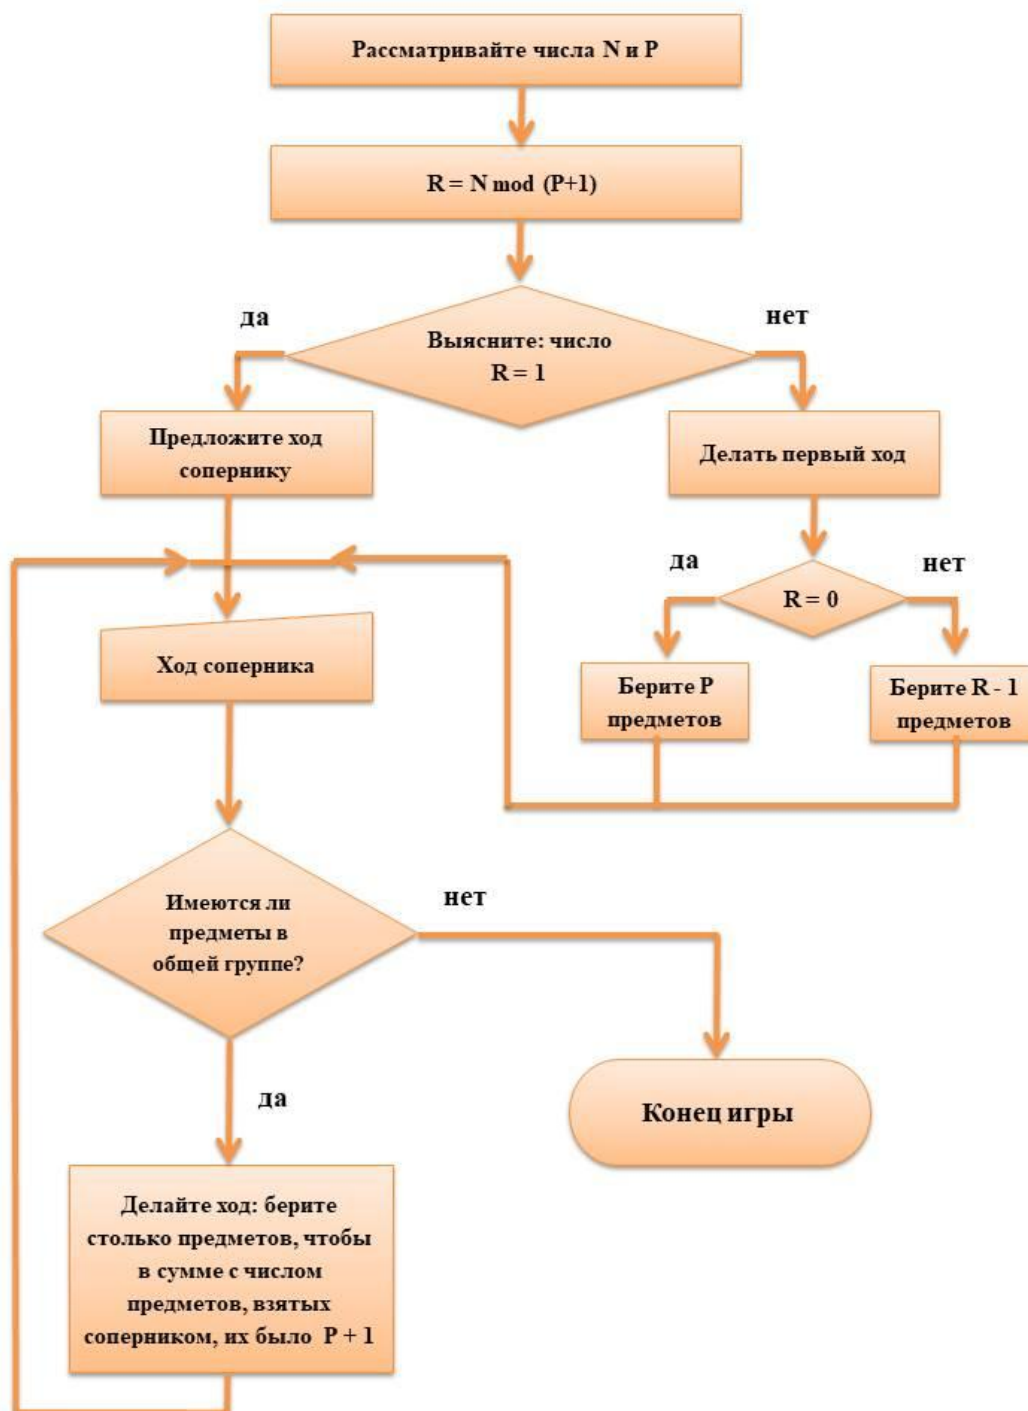 Рассматривайте числа N и P
R = N mod (P+1)
да
нет
Выясните: число
R = 1
Предложите ход
сопернику
Делать первый ход
да
нет
R = 0
Ход соперника
Берите P
предметов
Берите R - 1
предметов
Имеются ли
предметы в
общей группе?
нет
да
Конец игры
Делайте ход: берите
столько предметов, чтобы
в сумме с числом
предметов, взятых
соперником, их было P + 1